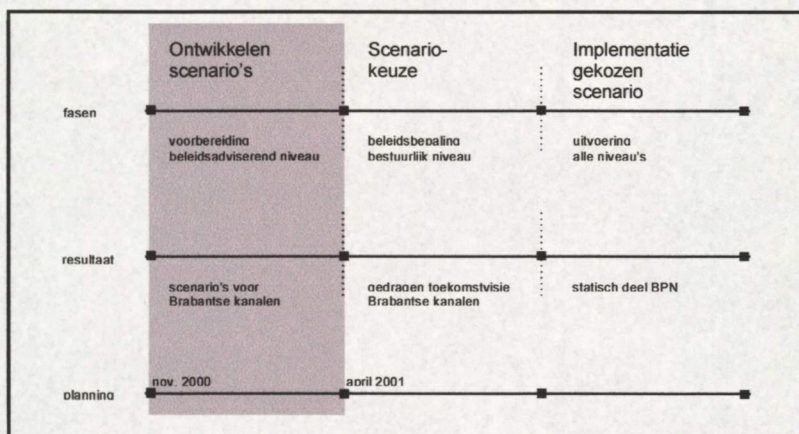 Ontwikkelen
scenario's
Scenario-
keuze
Implementatie
gekozen
scenario
fasen
voorbereiding
beleidsadviserend niveau
beleidsbepaling
bestuurlijk niveau
uitvoering
alle niveau's
resultaat
scenario's voor
Brabantse kanalen
gedragen toekomstvisie
Brabantse kanalen
statisch deel BPN
nov. 2000
april 2001
planning